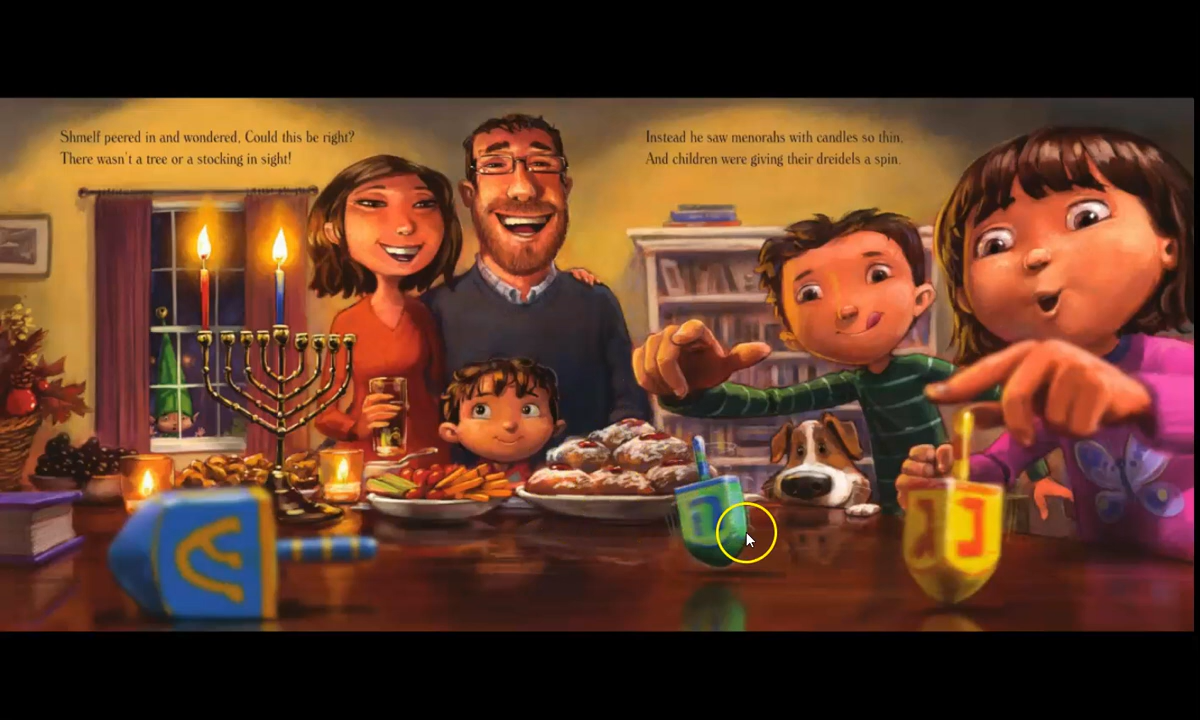 Shmelf peered in and wondered, Could this be right?
There wasn't a tree or a stocking in sight!
Instead he saw menorahs with candles so thin,
And children were giving their dreidels a spin.